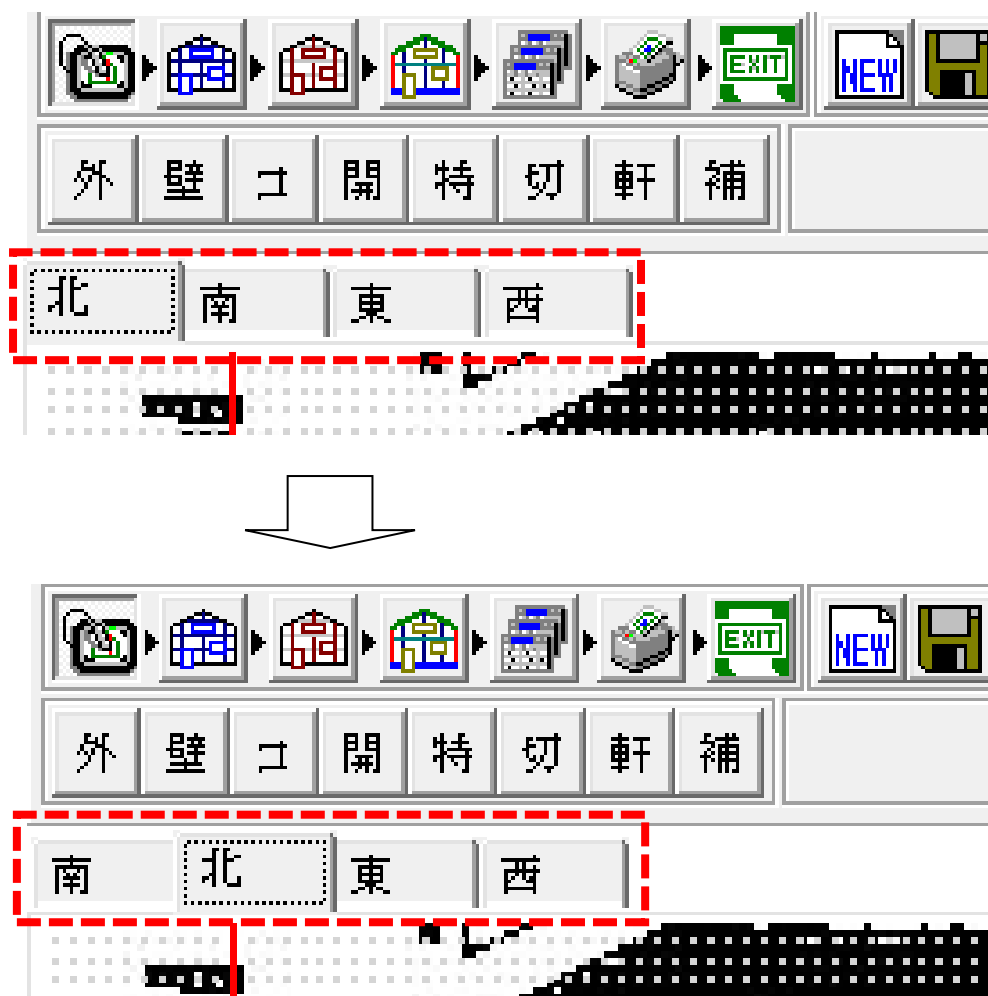 EXIT NEW
外 壁 コ 開 特 切 軒 補
北 南 東 西
EXIT NEW
外 壁 コ 開 特 切 軒 補
南 北 東 西